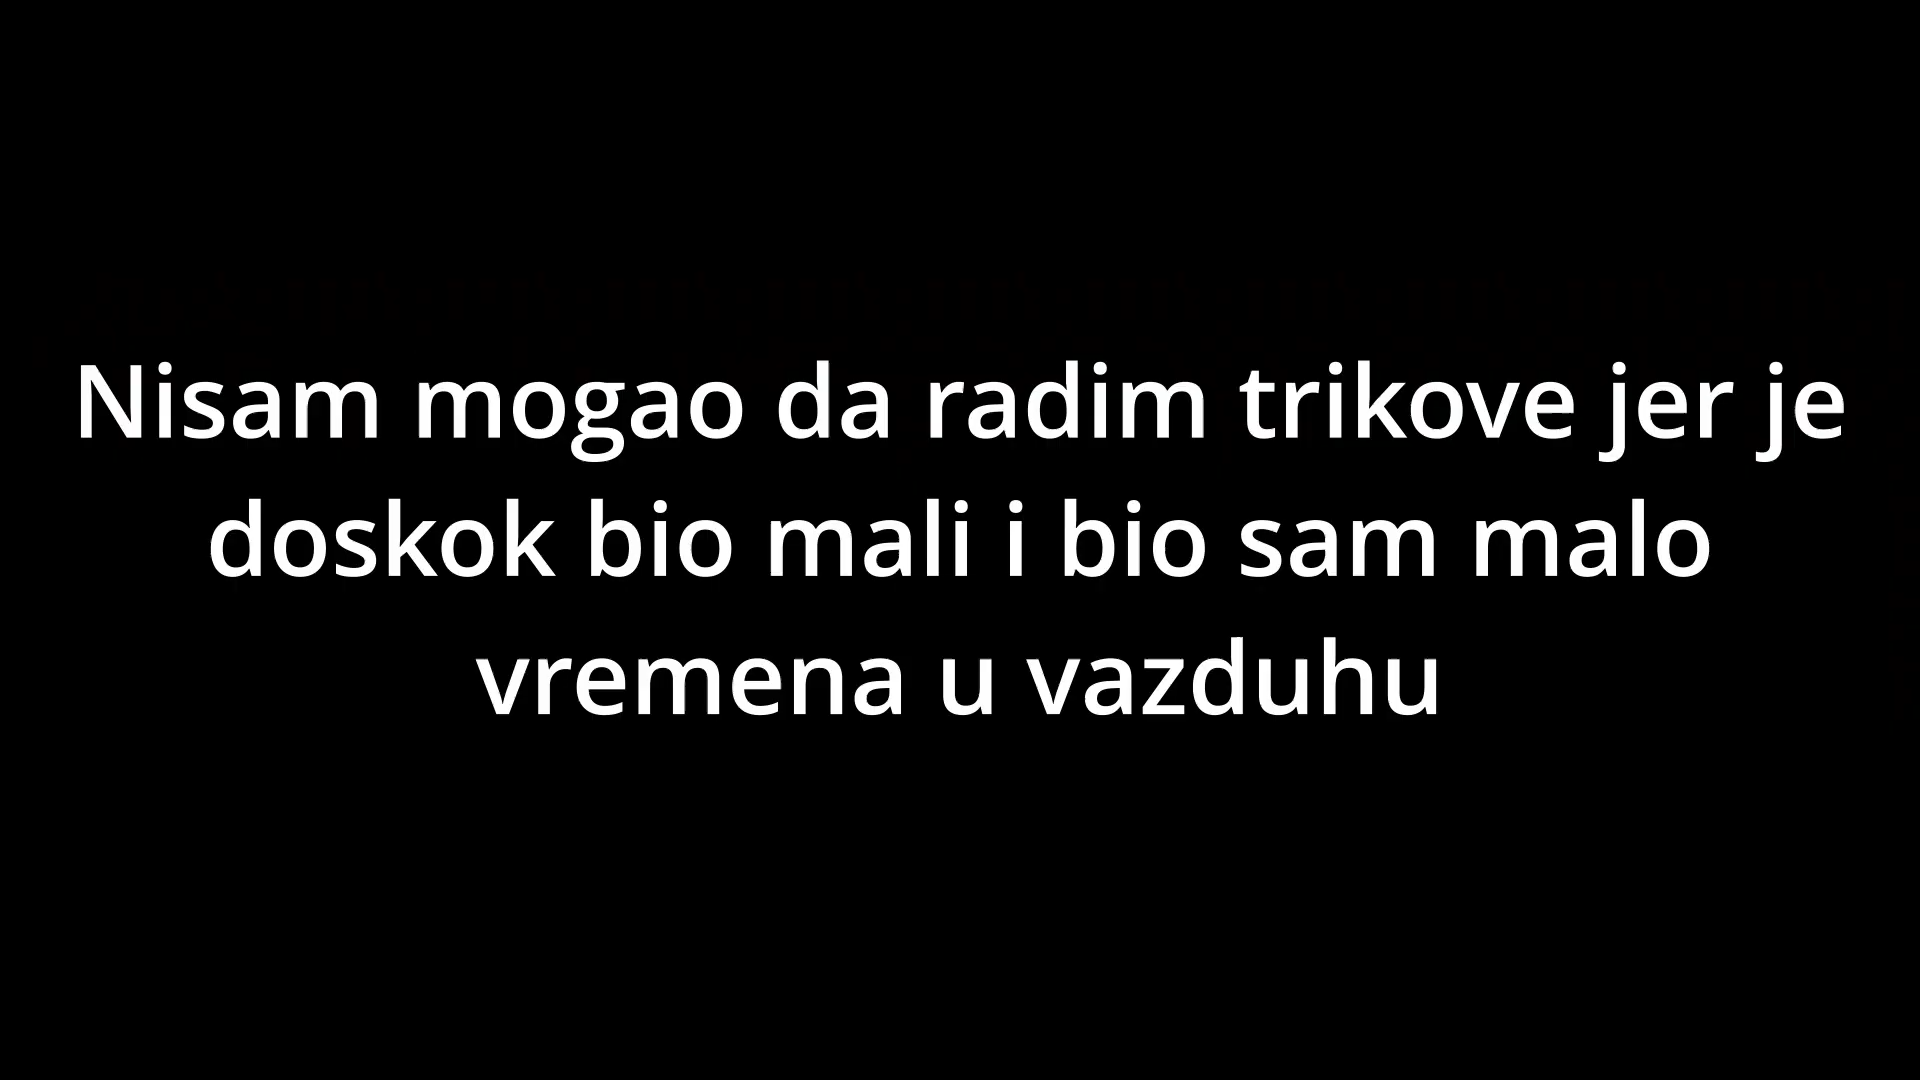 Nisam mogao da radim trikove jer je
doskok bio mali i bio sam malo
vremena u vazduhu